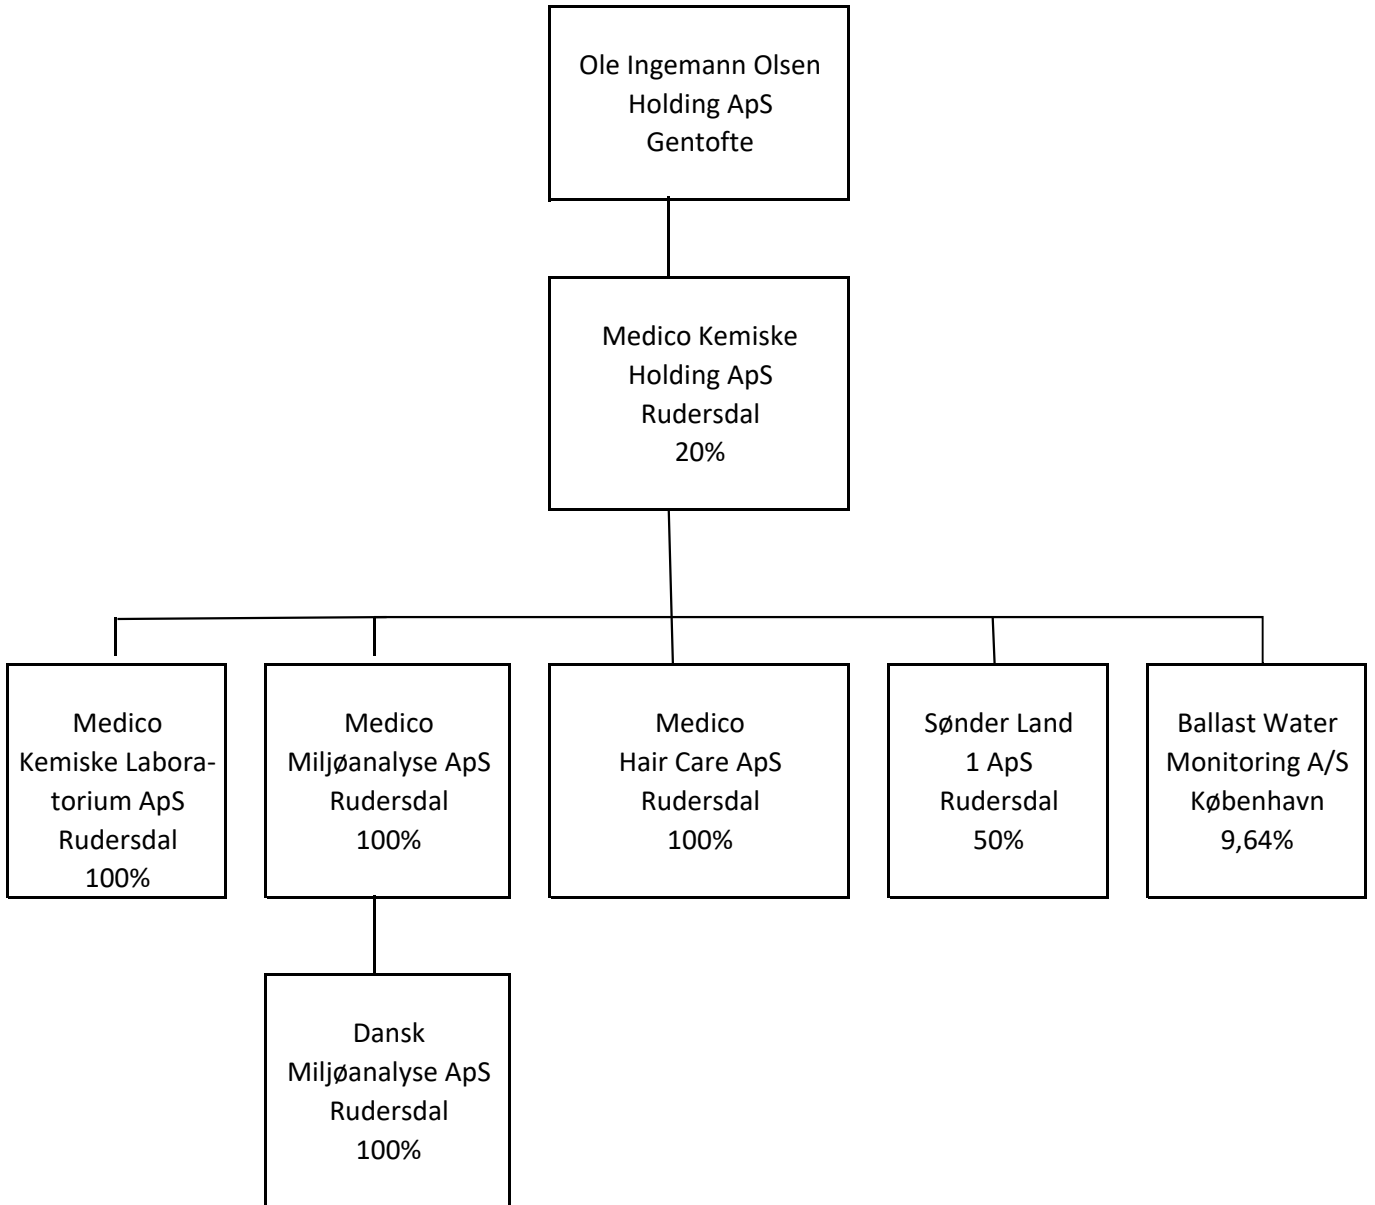 Ole Ingemann Olsen
Holding ApS
Gentofte
Medico Kemiske
Holding ApS
Rudersdal
20%
Medico
Kemiske Labora-
torium ApS
Rudersdal
100%
Medico
Miljøanalyse ApS
Rudersdal
100%
Medico
Hair Care ApS
Rudersdal
100%
Sønder Land
1 ApS
Rudersdal
50%
Ballast Water
Monitoring A/S
København
9,64%
Dansk
Miljøanalyse ApS
Rudersdal
100%